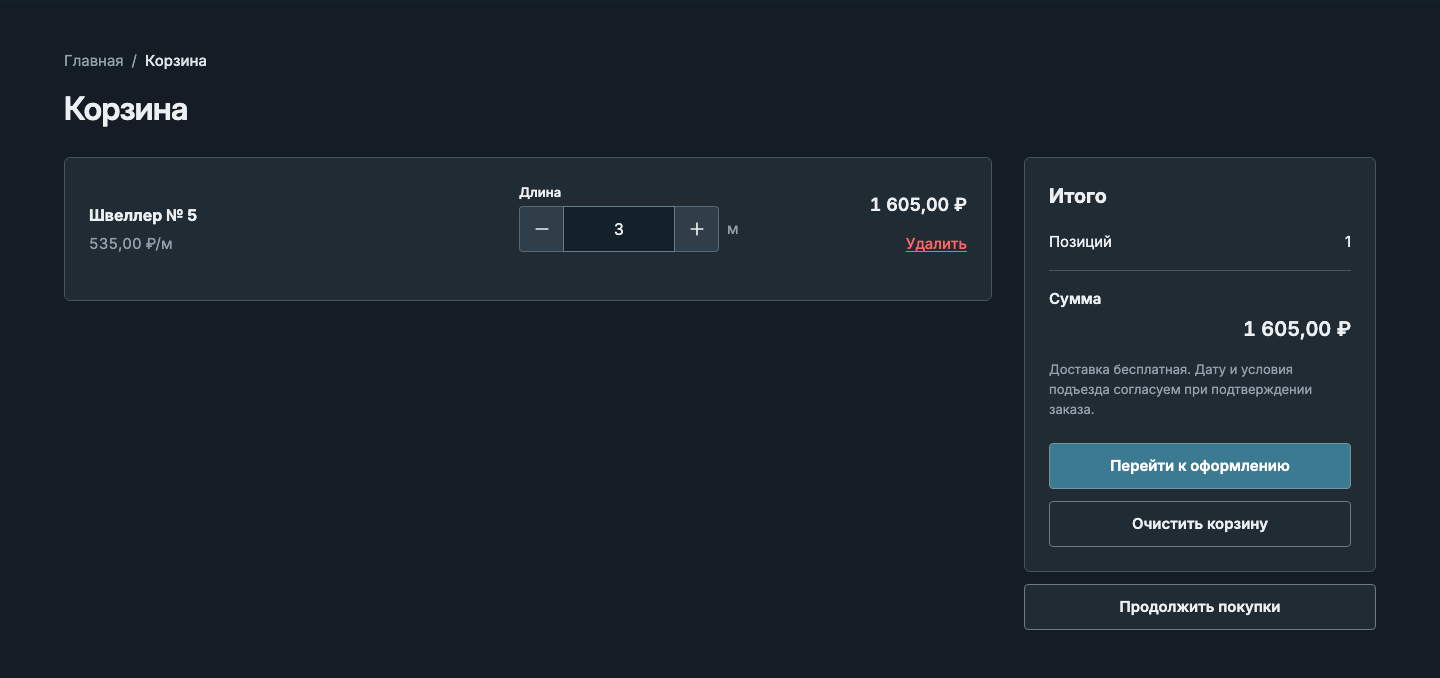 Главная / Корзина
Корзина
Швеллер № 5
535,00 ₽/м
Длина
− 3 + м
1 605,00 ₽
Удалить
Итого
Позиций 1
Сумма
1 605,00 ₽
Доставка бесплатная. Дату и условия
подъезда согласуем при подтверждении
заказа.
Перейти к оформлению
Очистить корзину
Продолжить покупки